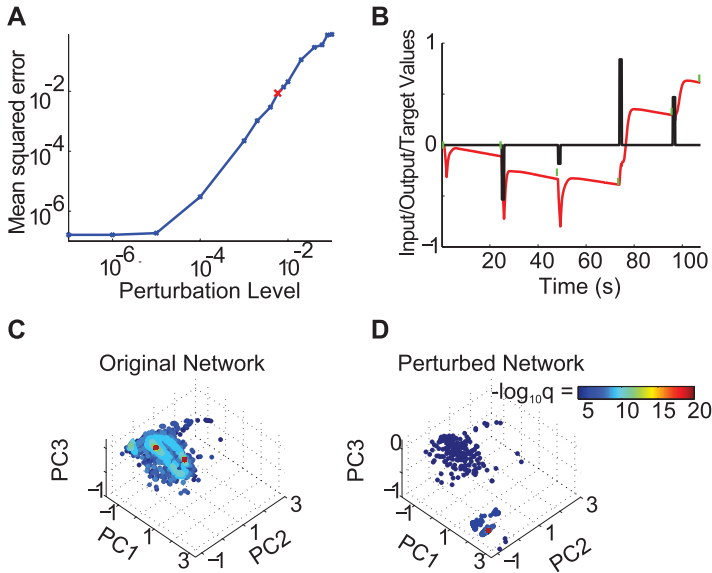 A
Mean squared error
10⁻²
10⁻⁴
10⁻⁶
10⁻⁶
10⁻⁴
10⁻²
Perturbation Level
B
Input/Output/Target Values
1
0
−1
20
40
60
80
100
Time (s)
C
Original Network
PC3
−1
−1
1
3
PC1
−1
1
3
PC2
D
Perturbed Network
-log₁₀q =
5
10
15
20
PC3
0
−1
−1
1
3
PC1
−1
1
3
PC2